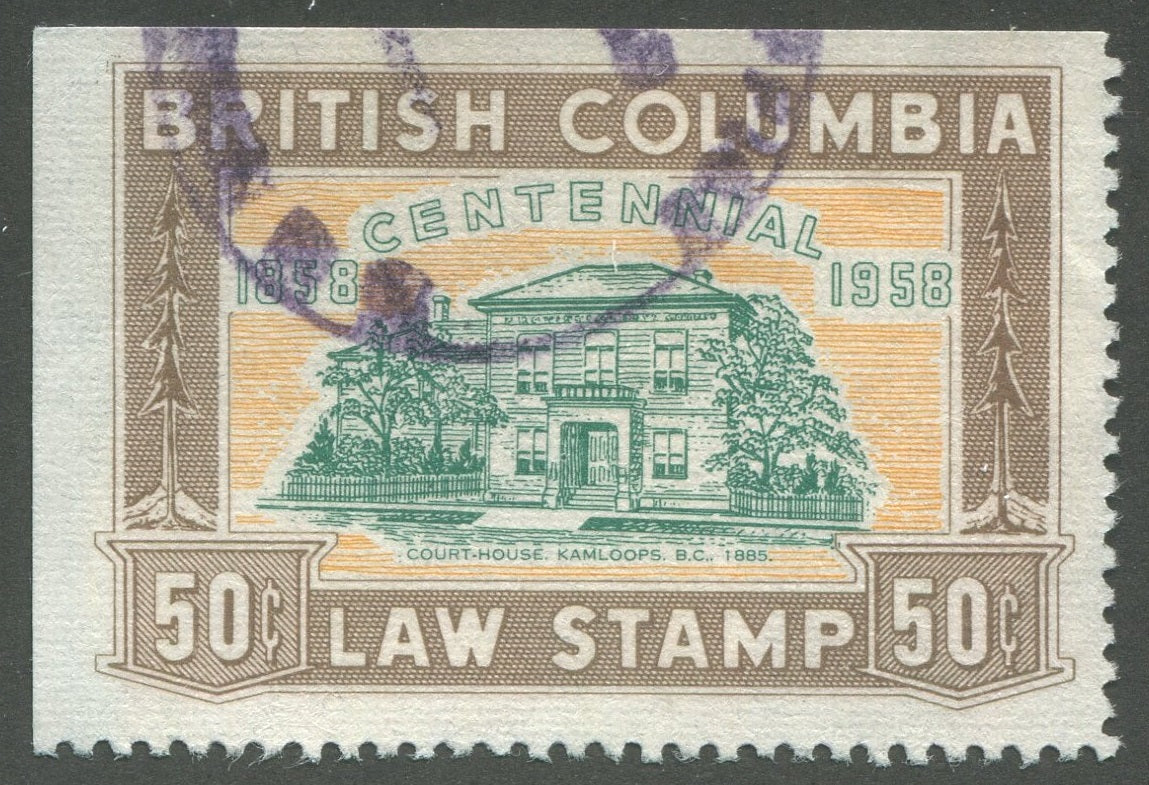 BRITISH COLUMBIA
CENTENNIAL
1858 1958
COURT-HOUSE, KAMLOOPS, B.C., 1885.
50¢ LAW STAMP 50¢